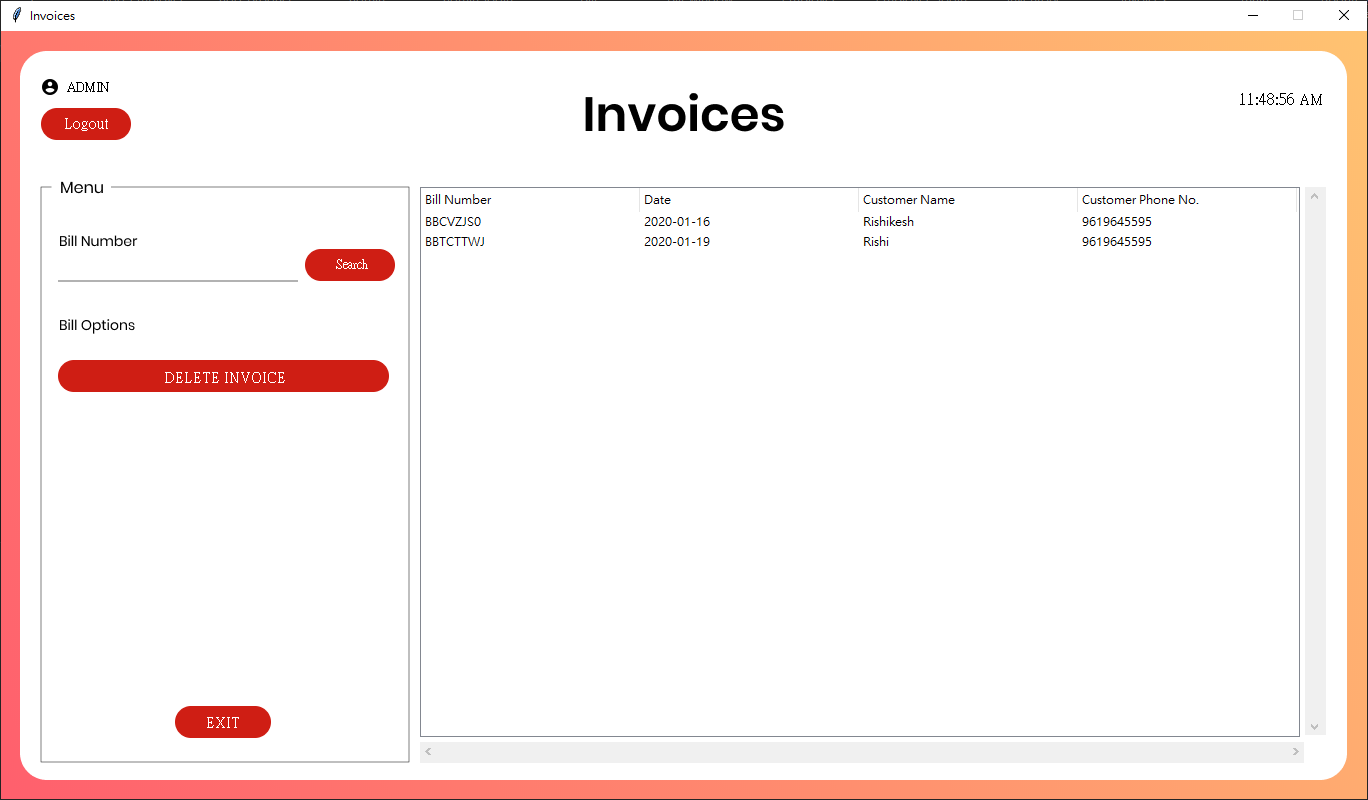 Invoices
ADMIN
Logout
Invoices
11:48:56 AM
Menu
Bill Number
Search
Bill Options
DELETE INVOICE
EXIT
Bill Number Date Customer Name Customer Phone No.
BBCVZJS0 2020-01-16 Rishikesh 9619645595
BBTCTTWJ 2020-01-19 Rishi 9619645595